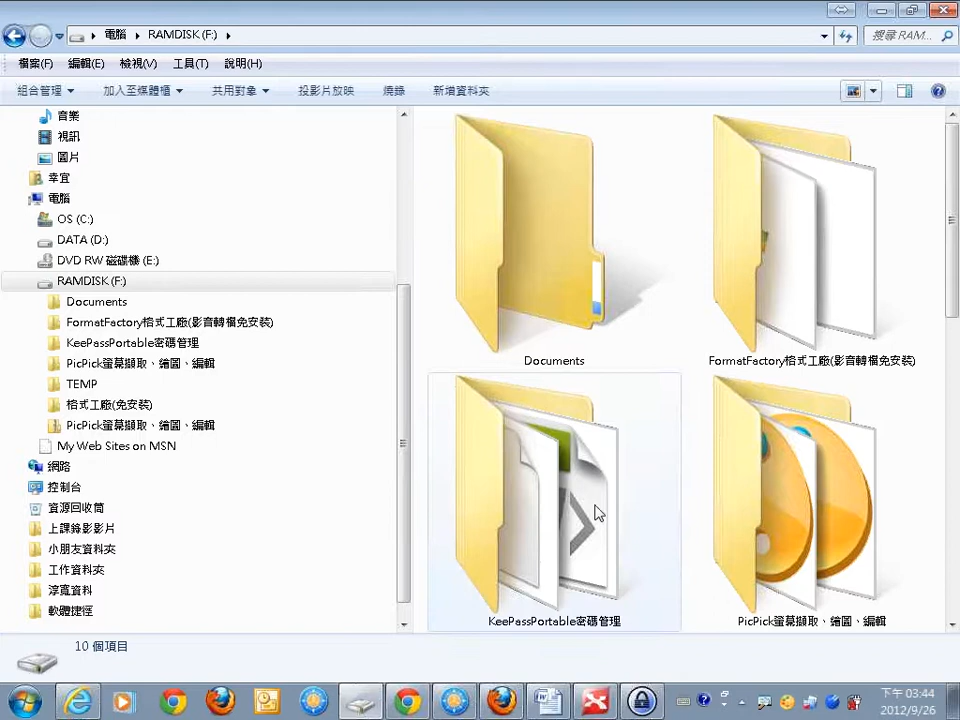 電腦 RAMDISK (F:)
搜尋 RAM...
檔案(F) 編輯(E) 檢視(V) 工具(T) 說明(H)
組合管理 加入至媒體櫃 共用對象 投影片放映 燒錄 新增資料夾
音樂
視訊
圖片
幸宜
電腦
OS (C:)
DATA (D:)
DVD RW 磁碟機 (E:)
RAMDISK (F:)
Documents
FormatFactory格式工廠(影音轉檔免安裝)
KeePassPortable密碼管理
PicPick螢幕擷取、繪圖、編輯
TEMP
格式工廠(免安裝)
PicPick螢幕擷取、繪圖、編輯
My Web Sites on MSN
網路
控制台
資源回收筒
上課錄影影片
小朋友資料夾
工作資料夾
淳寬資料
軟體捷徑
Documents
FormatFactory格式工廠(影音轉檔免安裝)
KeePassPortable密碼管理
PicPick螢幕擷取、繪圖、編輯
10 個項目
下午 03:44
2012/9/26